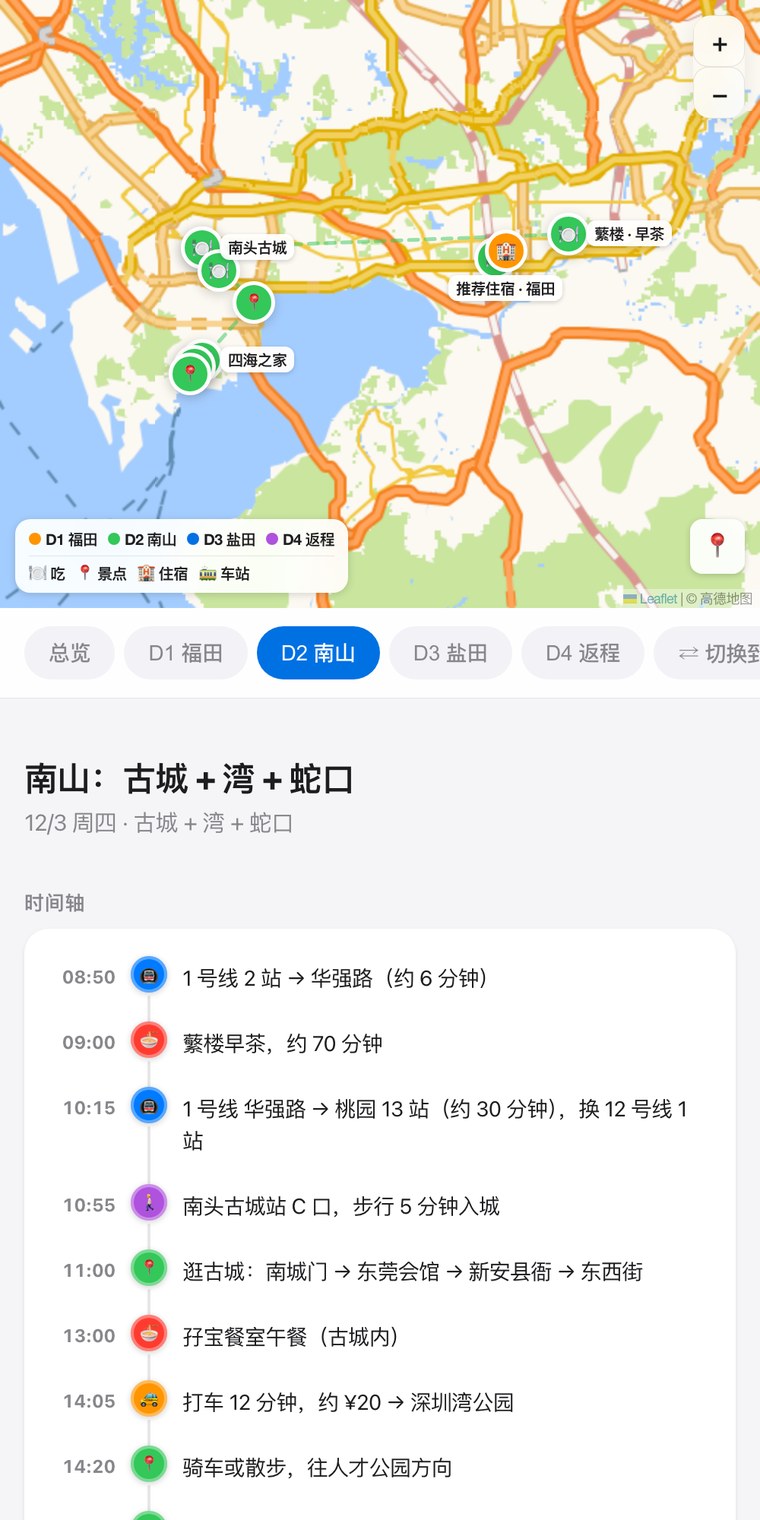 +
−
南头古城
蘩楼 · 早茶
推荐住宿 · 福田
四海之家
D1 福田 D2 南山 D3 盐田 D4 返程
吃 景点 住宿 车站
Leaflet | © 高德地图
总览 D1 福田 D2 南山 D3 盐田 D4 返程 ⇄ 切换到
南山：古城 + 湾 + 蛇口
12/3 周四 · 古城 + 湾 + 蛇口
时间轴
08:50 1 号线 2 站 → 华强路（约 6 分钟）
09:00 蘩楼早茶，约 70 分钟
10:15 1 号线 华强路 → 桃园 13 站（约 30 分钟），换 12 号线 1
站
10:55 南头古城站 C 口，步行 5 分钟入城
11:00 逛古城：南城门 → 东莞会馆 → 新安县衙 → 东西街
13:00 孖宝餐室午餐（古城内）
14:05 打车 12 分钟，约 ¥20 → 深圳湾公园
14:20 骑车或散步，往人才公园方向